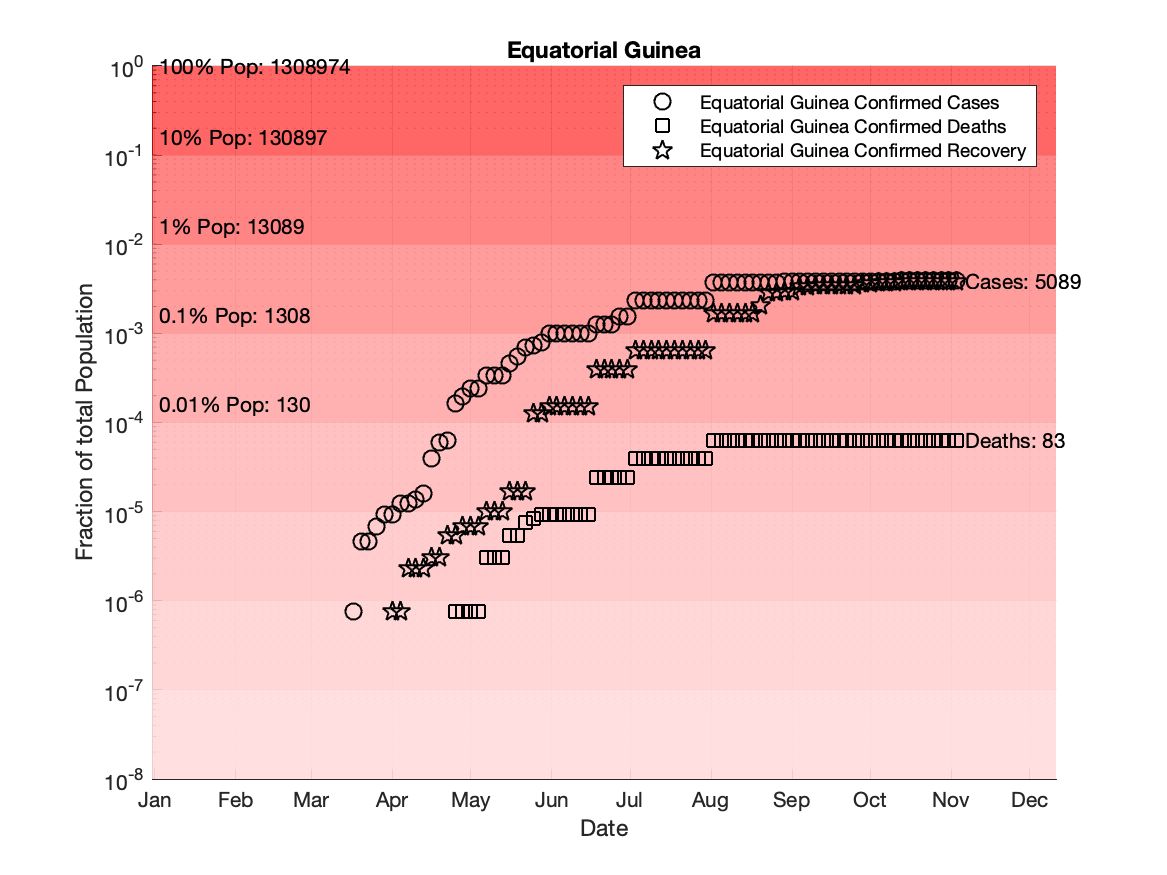 Equatorial Guinea
10^0
100% Pop: 1308974
Equatorial Guinea Confirmed Cases
Equatorial Guinea Confirmed Deaths
Equatorial Guinea Confirmed Recovery
10% Pop: 130897
10^-1
1% Pop: 13089
10^-2
Cases: 5089
0.1% Pop: 1308
10^-3
0.01% Pop: 130
10^-4
Deaths: 83
10^-5
10^-6
10^-7
10^-8
Fraction of total Population
Jan Feb Mar Apr May Jun Jul Aug Sep Oct Nov Dec
Date